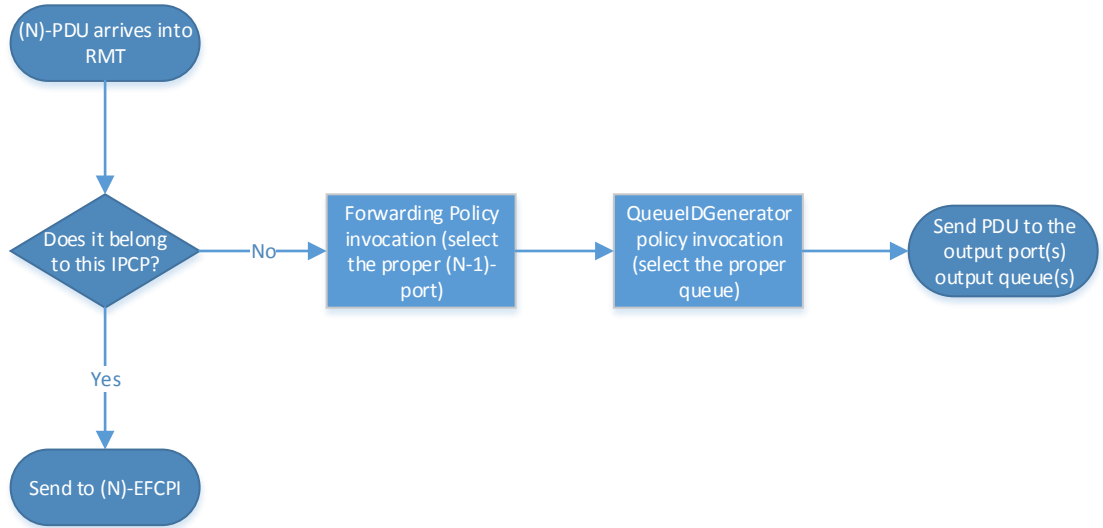 (N)-PDU arrives into
RMT
Does it belong
to this IPCP?
No
Forwarding Policy
invocation (select
the proper (N-1)-
port)
QueueIDGenerator
policy invocation
(select the proper
queue)
Send PDU to the
output port(s)
output queue(s)
Yes
Send to (N)-EFCPI